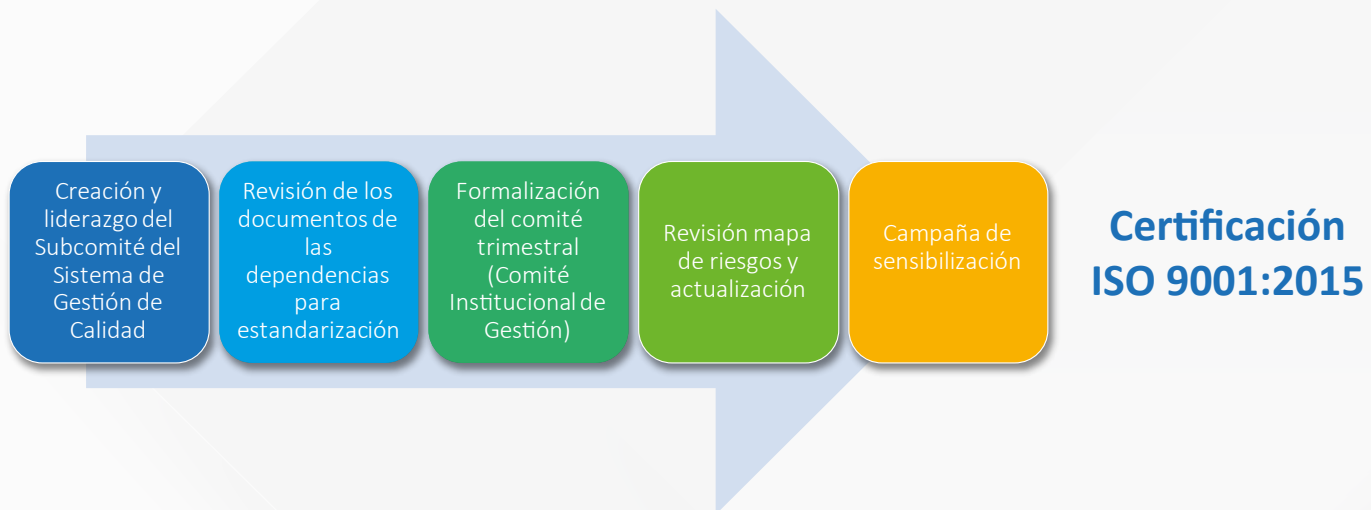 Creación y
liderazgo del
Subcomité del
Sistema de
Gestión de
Calidad
Revisión de los
documentos de
las
dependencias
para
estandarización
Formalización
del comité
trimestral
(Comité
Institucional de
Gestión)
Revisión mapa
de riesgos y
actualización
Campaña de
sensibilización
Certificación
ISO 9001:2015